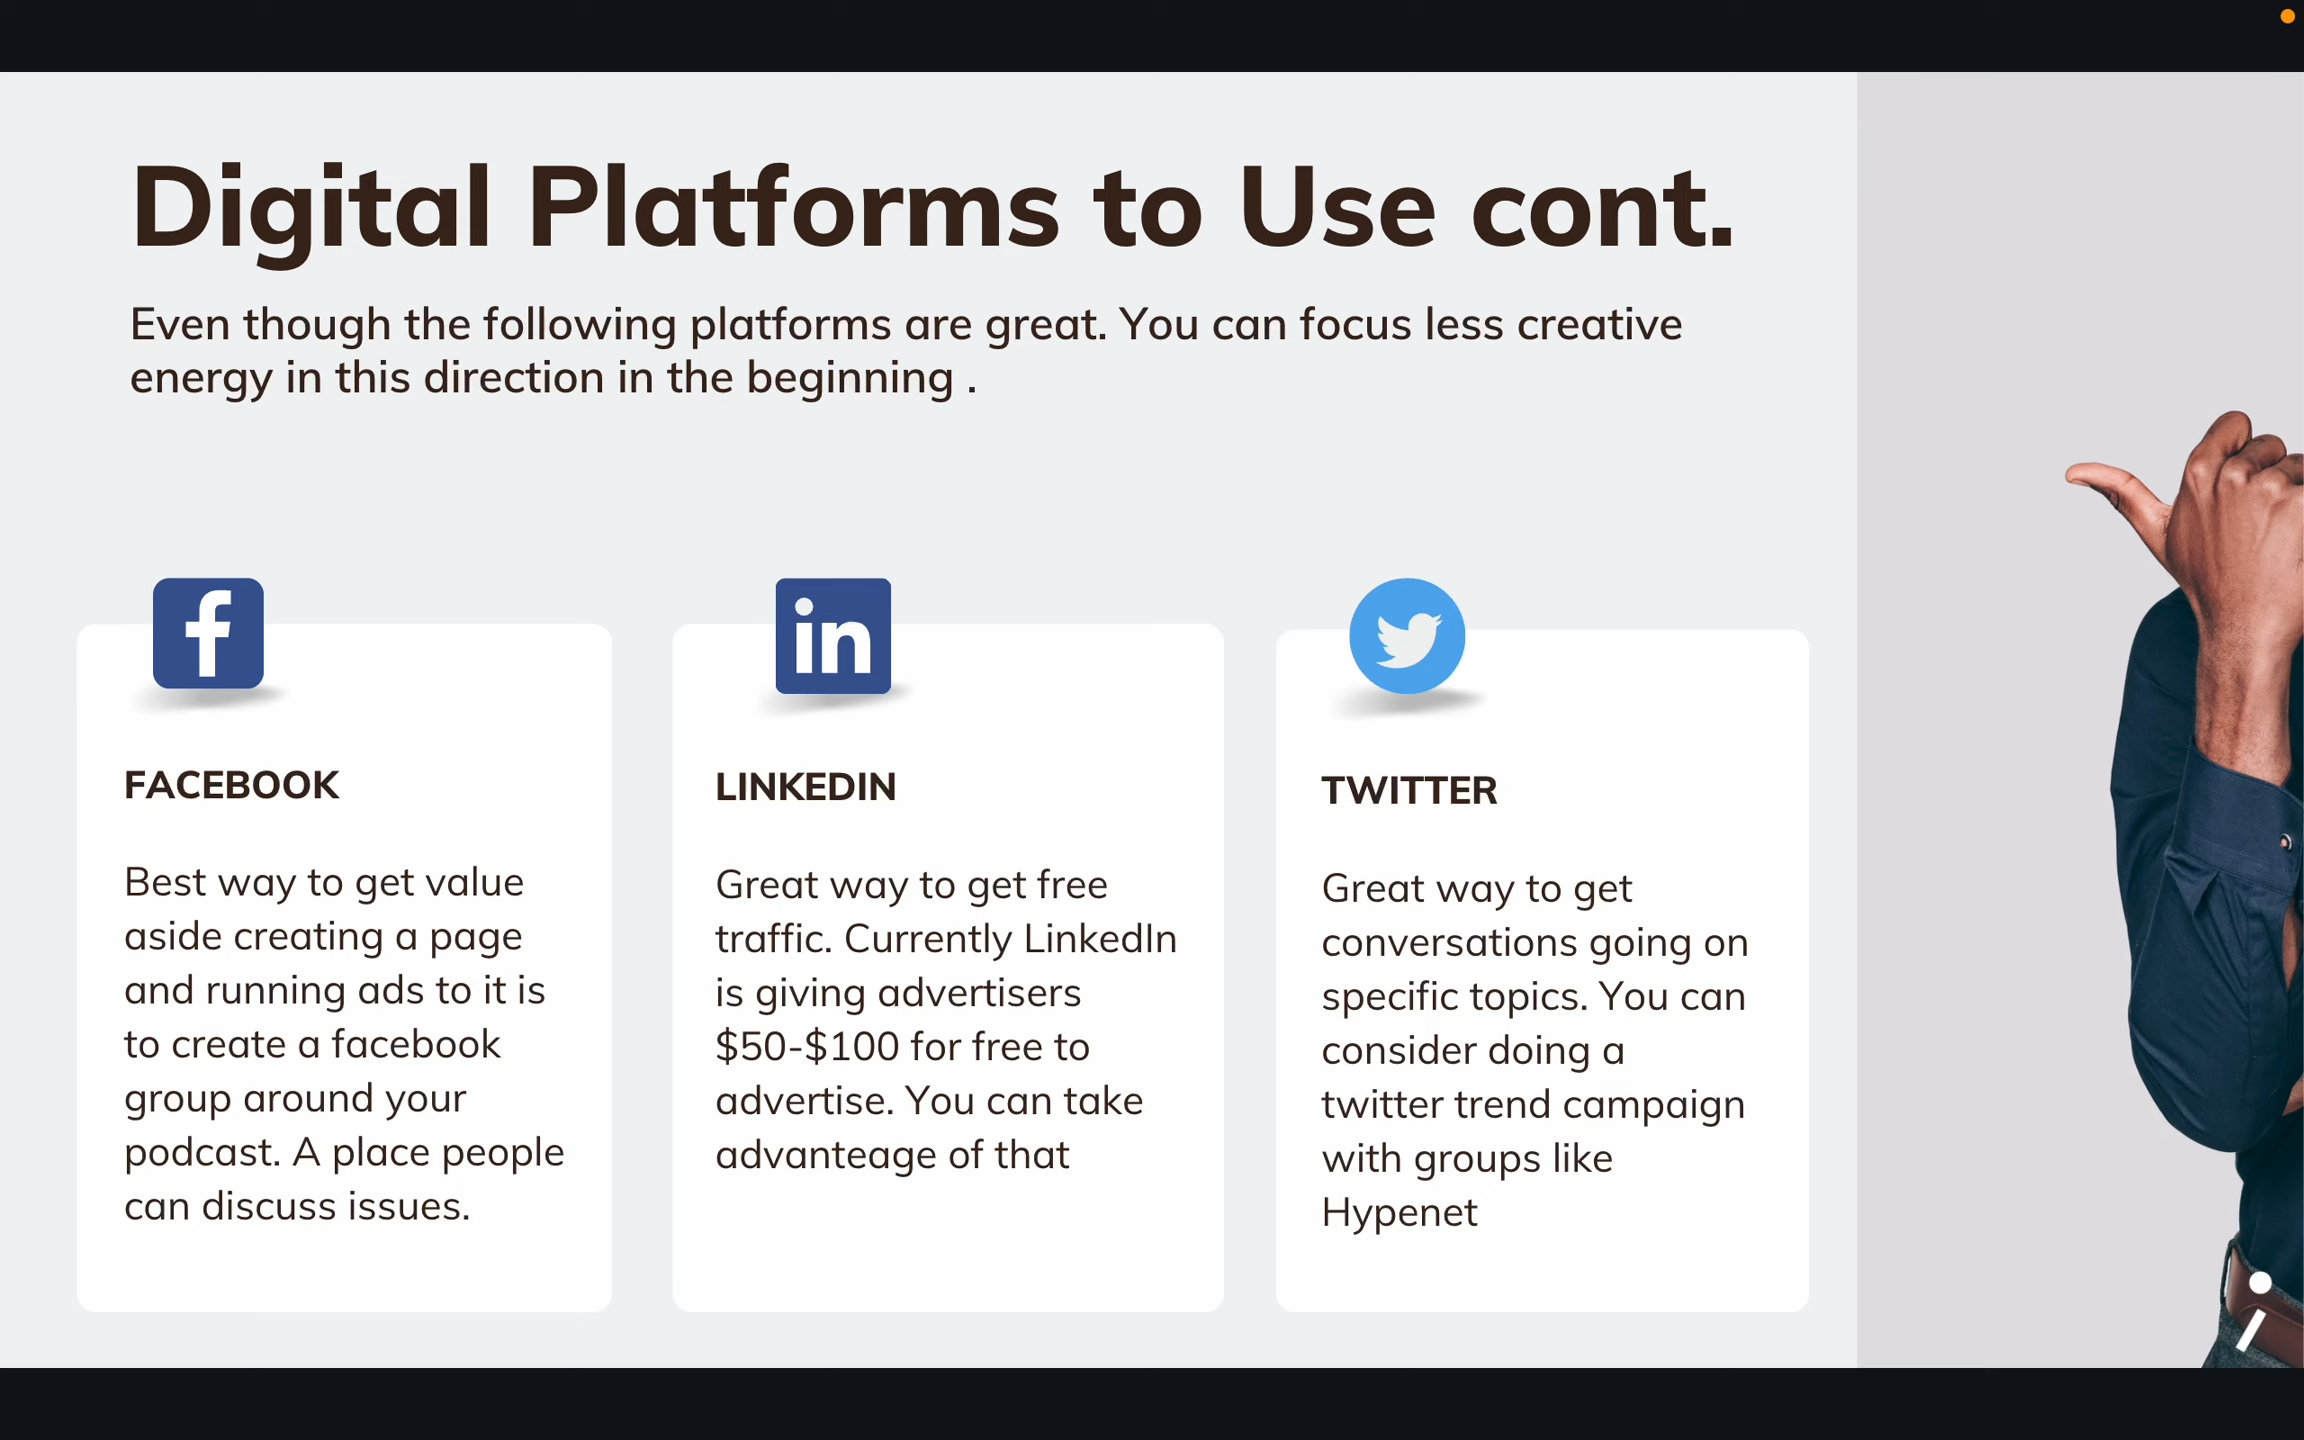 Digital Platforms to Use cont.
Even though the following platforms are great. You can focus less creative
energy in this direction in the beginning .
f
FACEBOOK
Best way to get value
aside creating a page
and running ads to it is
to create a facebook
group around your
podcast. A place people
can discuss issues.
in
LINKEDIN
Great way to get free
traffic. Currently LinkedIn
is giving advertisers
$50-$100 for free to
advertise. You can take
advanteage of that
TWITTER
Great way to get
conversations going on
specific topics. You can
consider doing a
twitter trend campaign
with groups like
Hypenet